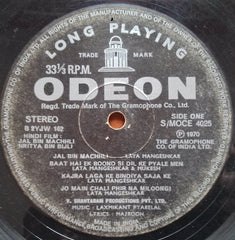 LONG PLAYING
TRADE MARK
33⅓ R.P.M.
ODEON
Regd. Trade Mark of The Gramophone Co., Ltd.
STEREO
SIDE ONE
S/MOCE 4025
HINDI FILM :
JAL BIN MACHHLI
NRITYA BIN BIJLI
℗ 1970
THE GRAMOPHONE
CO. OF INDIA LTD.
JAL BIN MACHHLI LATA MANGESHKAR
BAAT HAI EK BOOND SI DIL KE PYALE MEN
LATA MANGESHKAR & MUKESH
KAJRA LAGA KE BINDIYA SAJA KE
LATA MANGESHKAR
JO MAIN CHALI PHIR NA MILOONGI
LATA MANGESHKAR
V. SHANTARAM PRODUCTIONS PVT. LTD.
MUSIC : LAXMIKANT PYARELAL
LYRICS : MAJROOH